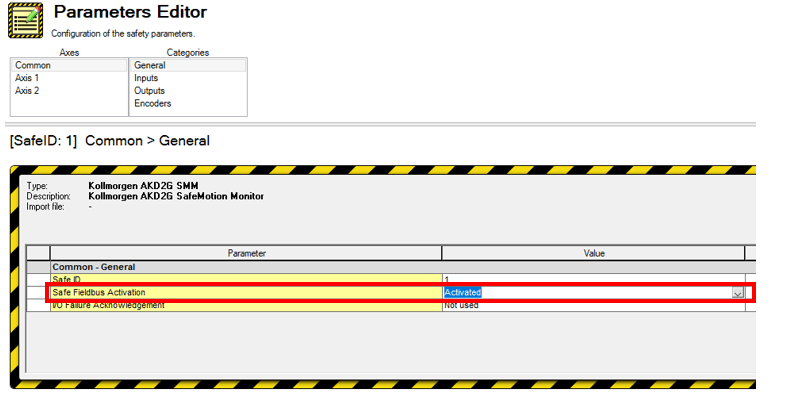 Parameters Editor
Configuration of the safety parameters.
Axes Categories
Common General
Axis 1 Inputs
Axis 2 Outputs
Encoders
[SafeID: 1] Common > General
Type: Kollmorgen AKD2G SMM
Description: Kollmorgen AKD2G SafeMotion Monitor
Import file: -
Parameter Value
Common - General
Safe ID 1
Safe Fieldbus Activation Activated
I/O Failure Acknowledgement Not used